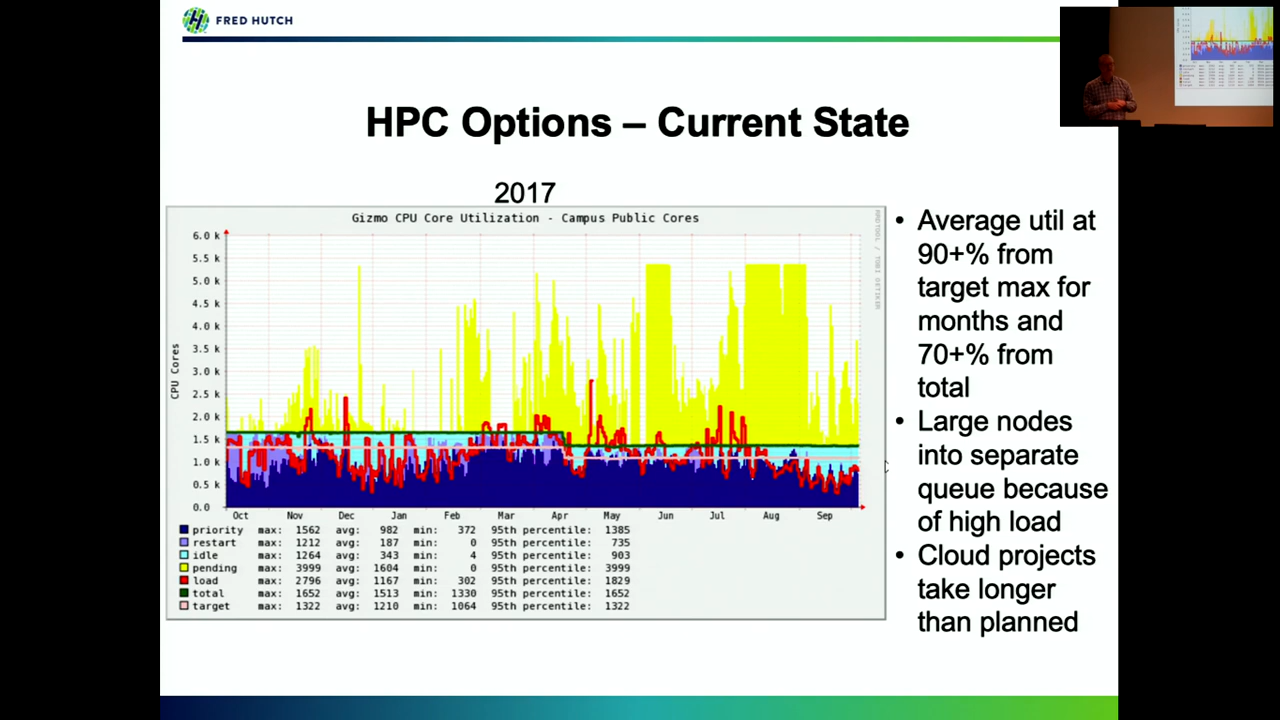 FRED HUTCH
HPC Options – Current State
2017
Gizmo CPU Core Utilization - Campus Public Cores
RRDTOOL / TOBI OETIKER
CPU Cores
6.0 k
5.5 k
5.0 k
4.5 k
4.0 k
3.5 k
3.0 k
2.5 k
2.0 k
1.5 k
1.0 k
0.5 k
0.0
Oct Nov Dec Jan Feb Mar Apr May Jun Jul Aug Sep
priority max: 1562 avg: 982 min: 372 95th percentile: 1385
restart max: 1212 avg: 187 min: 0 95th percentile: 735
idle max: 1264 avg: 343 min: 4 95th percentile: 903
pending max: 3999 avg: 1604 min: 0 95th percentile: 3999
load max: 2796 avg: 1167 min: 302 95th percentile: 1829
total max: 1652 avg: 1513 min: 1330 95th percentile: 1652
target max: 1322 avg: 1210 min: 1064 95th percentile: 1322
• Average util at
90+% from
target max for
months and
70+% from
total
• Large nodes
into separate
queue because
of high load
• Cloud projects
take longer
than planned